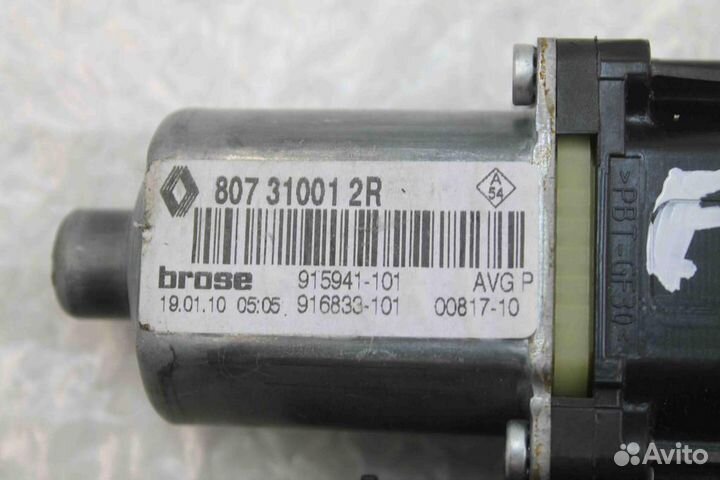 807 31001 2R
A
54
brose 915941-101 AVG P
19.01.10 05:05 916833-101 00817-10
>PBT-GF30<
Avito